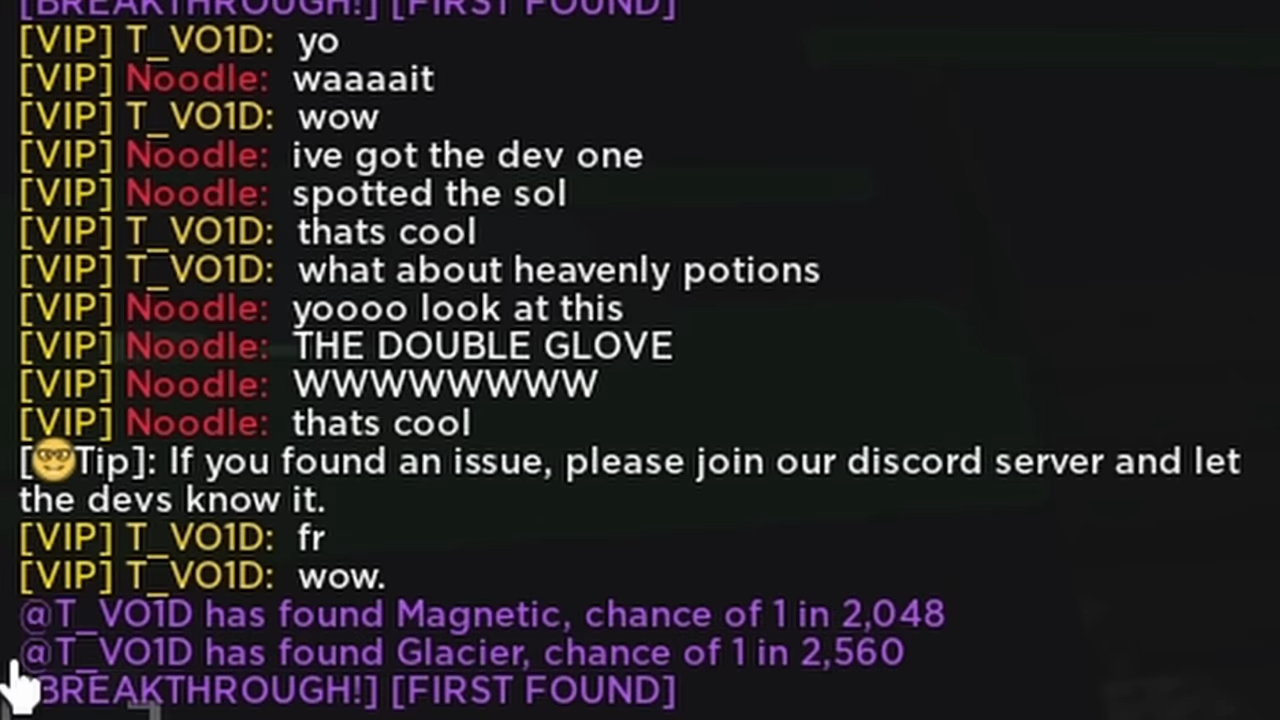 [BREAKTHROUGH!] [FIRST FOUND]
[VIP] T_VO1D: yo
[VIP] Noodle: waaaait
[VIP] T_VO1D: wow
[VIP] Noodle: ive got the dev one
[VIP] Noodle: spotted the sol
[VIP] T_VO1D: thats cool
[VIP] T_VO1D: what about heavenly potions
[VIP] Noodle: yoooo look at this
[VIP] Noodle: THE DOUBLE GLOVE
[VIP] Noodle: WWWWWWWW
[VIP] Noodle: thats cool
[🤓Tip]: If you found an issue, please join our discord server and let
the devs know it.
[VIP] T_VO1D: fr
[VIP] T_VO1D: wow.
@T_VO1D has found Magnetic, chance of 1 in 2,048
@T_VO1D has found Glacier, chance of 1 in 2,560
BREAKTHROUGH!] [FIRST FOUND]